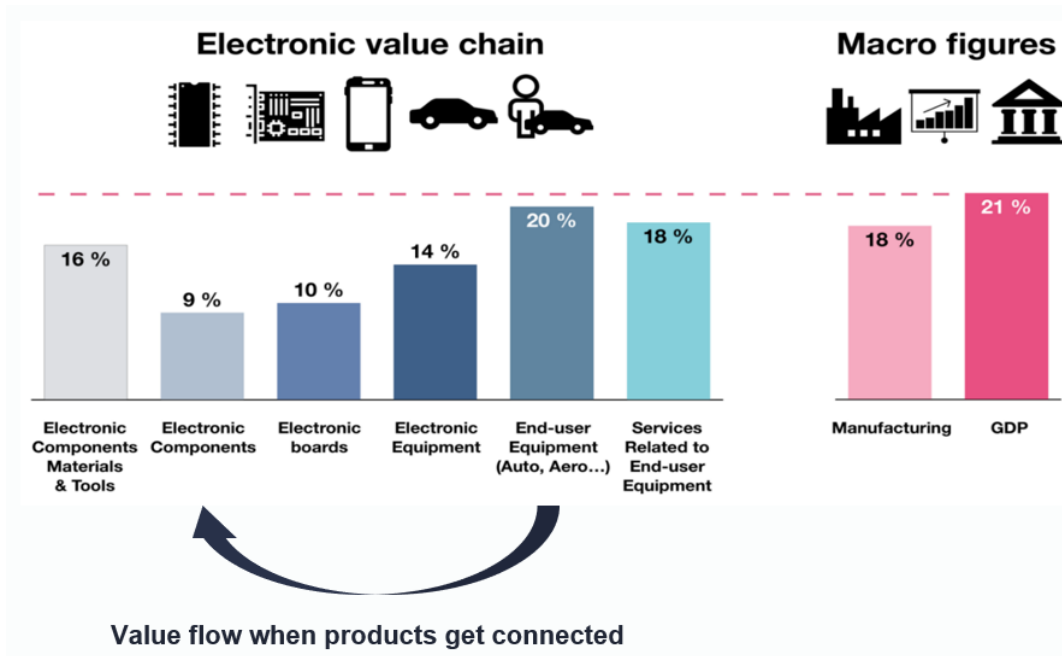 Electronic value chain
Macro figures
16 %
9 %
10 %
14 %
20 %
18 %
18 %
21 %
Electronic
Components
Materials
& Tools
Electronic
Components
Electronic
boards
Electronic
Equipment
End-user
Equipment
(Auto, Aero...)
Services
Related to
End-user
Equipment
Manufacturing
GDP
Value flow when products get connected